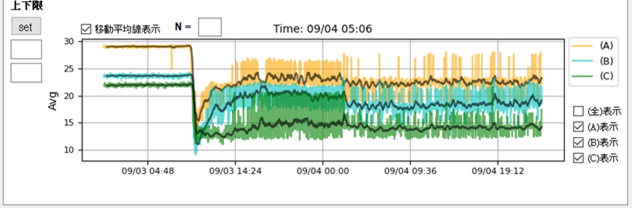 上下限
set
移動平均線表示 N =
Time: 09/04 05:06
30
25
20
15
10
Avg
09/03 04:48 09/03 14:24 09/04 00:00 09/04 09:36 09/04 19:12
(A)
(B)
(C)
(全)表示
(A)表示
(B)表示
(C)表示